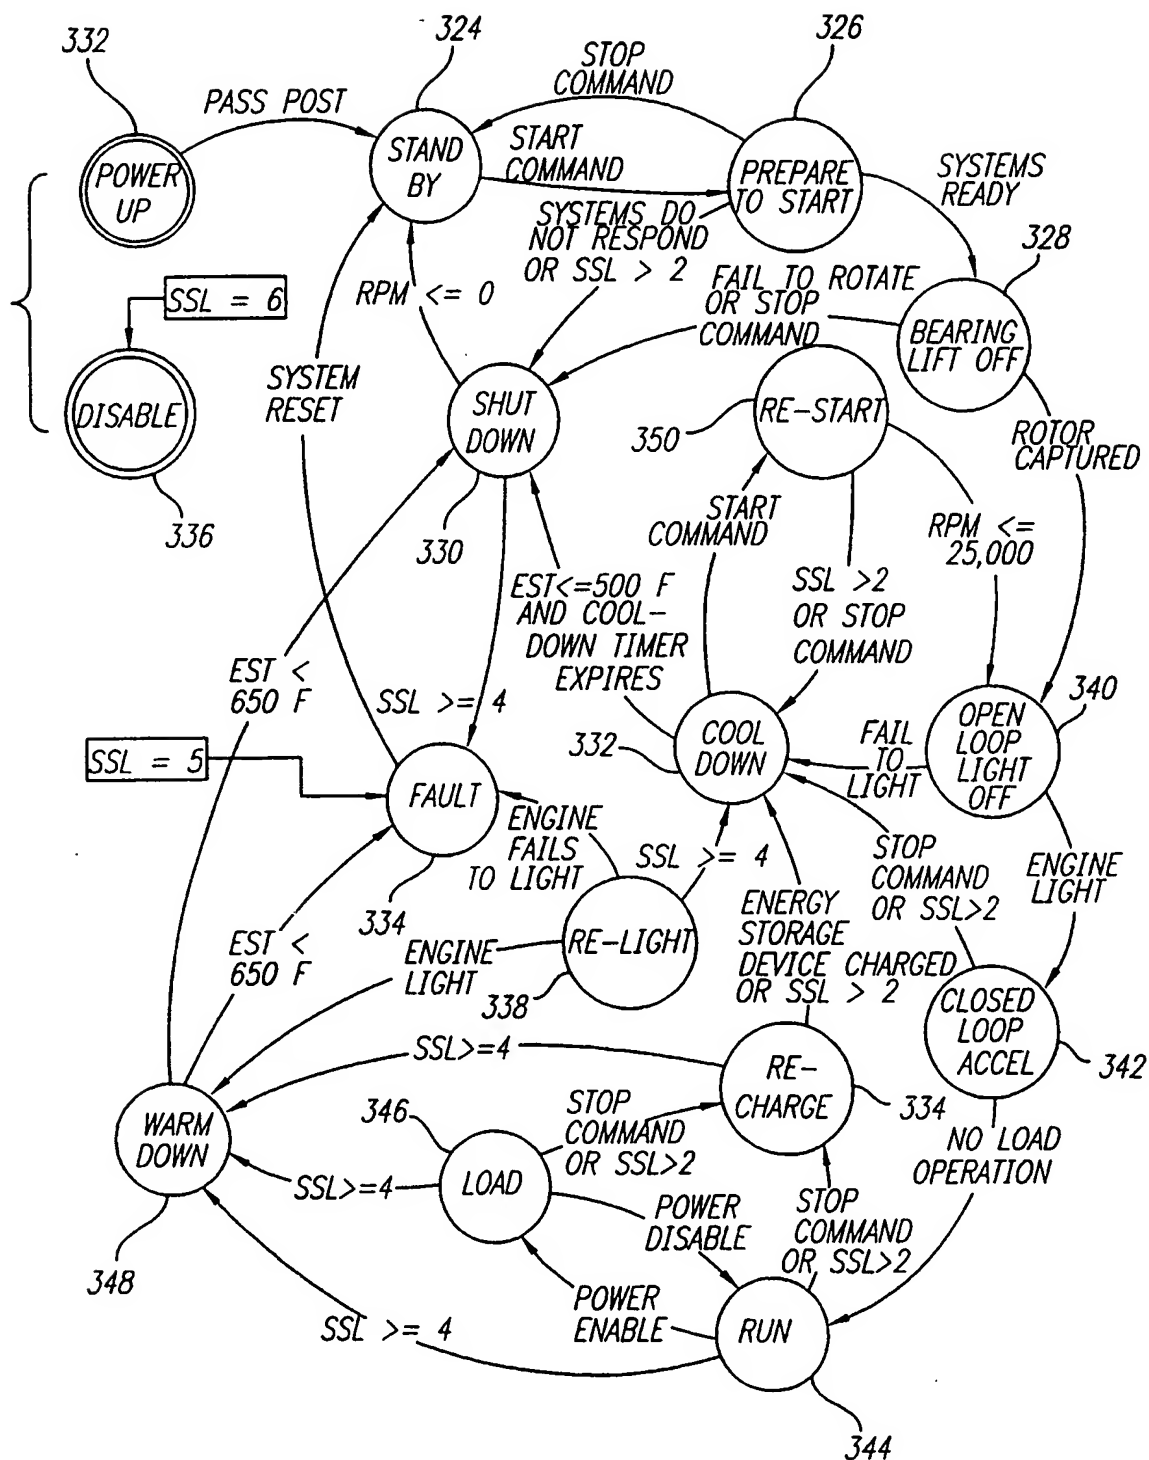 332
324
326
PASS POST
STOP
COMMAND
POWER
UP
STAND
BY
START
COMMAND
PREPARE
TO START
SYSTEMS
READY
SYSTEMS DO
NOT RESPOND
OR SSL > 2
328
SSL = 6
RPM <= 0
FAIL TO ROTATE
OR STOP
COMMAND
BEARING
LIFT OFF
DISABLE
336
SYSTEM
RESET
SHUT
DOWN
330
RE-START
350
ROTOR
CAPTURED
START
COMMAND
RPM <=
25,000
SSL >2
OR STOP
COMMAND
EST<=500 F
AND COOL-
DOWN TIMER
EXPIRES
EST <
650 F
SSL >= 4
SSL = 5
FAULT
334
332
COOL
DOWN
FAIL
TO
LIGHT
OPEN
LOOP
LIGHT
OFF
340
ENGINE
FAILS
TO LIGHT
SSL >= 4
STOP
COMMAND
OR SSL>2
ENGINE
LIGHT
EST <
650 F
ENGINE
LIGHT
RE-LIGHT
338
ENERGY
STORAGE
DEVICE CHARGED
OR SSL > 2
CLOSED
LOOP
ACCEL
342
SSL>=4
RE-
CHARGE
334
WARM
DOWN
348
346
STOP
COMMAND
OR SSL>2
LOAD
SSL>=4
NO LOAD
OPERATION
POWER
DISABLE
STOP
COMMAND
OR SSL>2
POWER
ENABLE
RUN
SSL >= 4
344